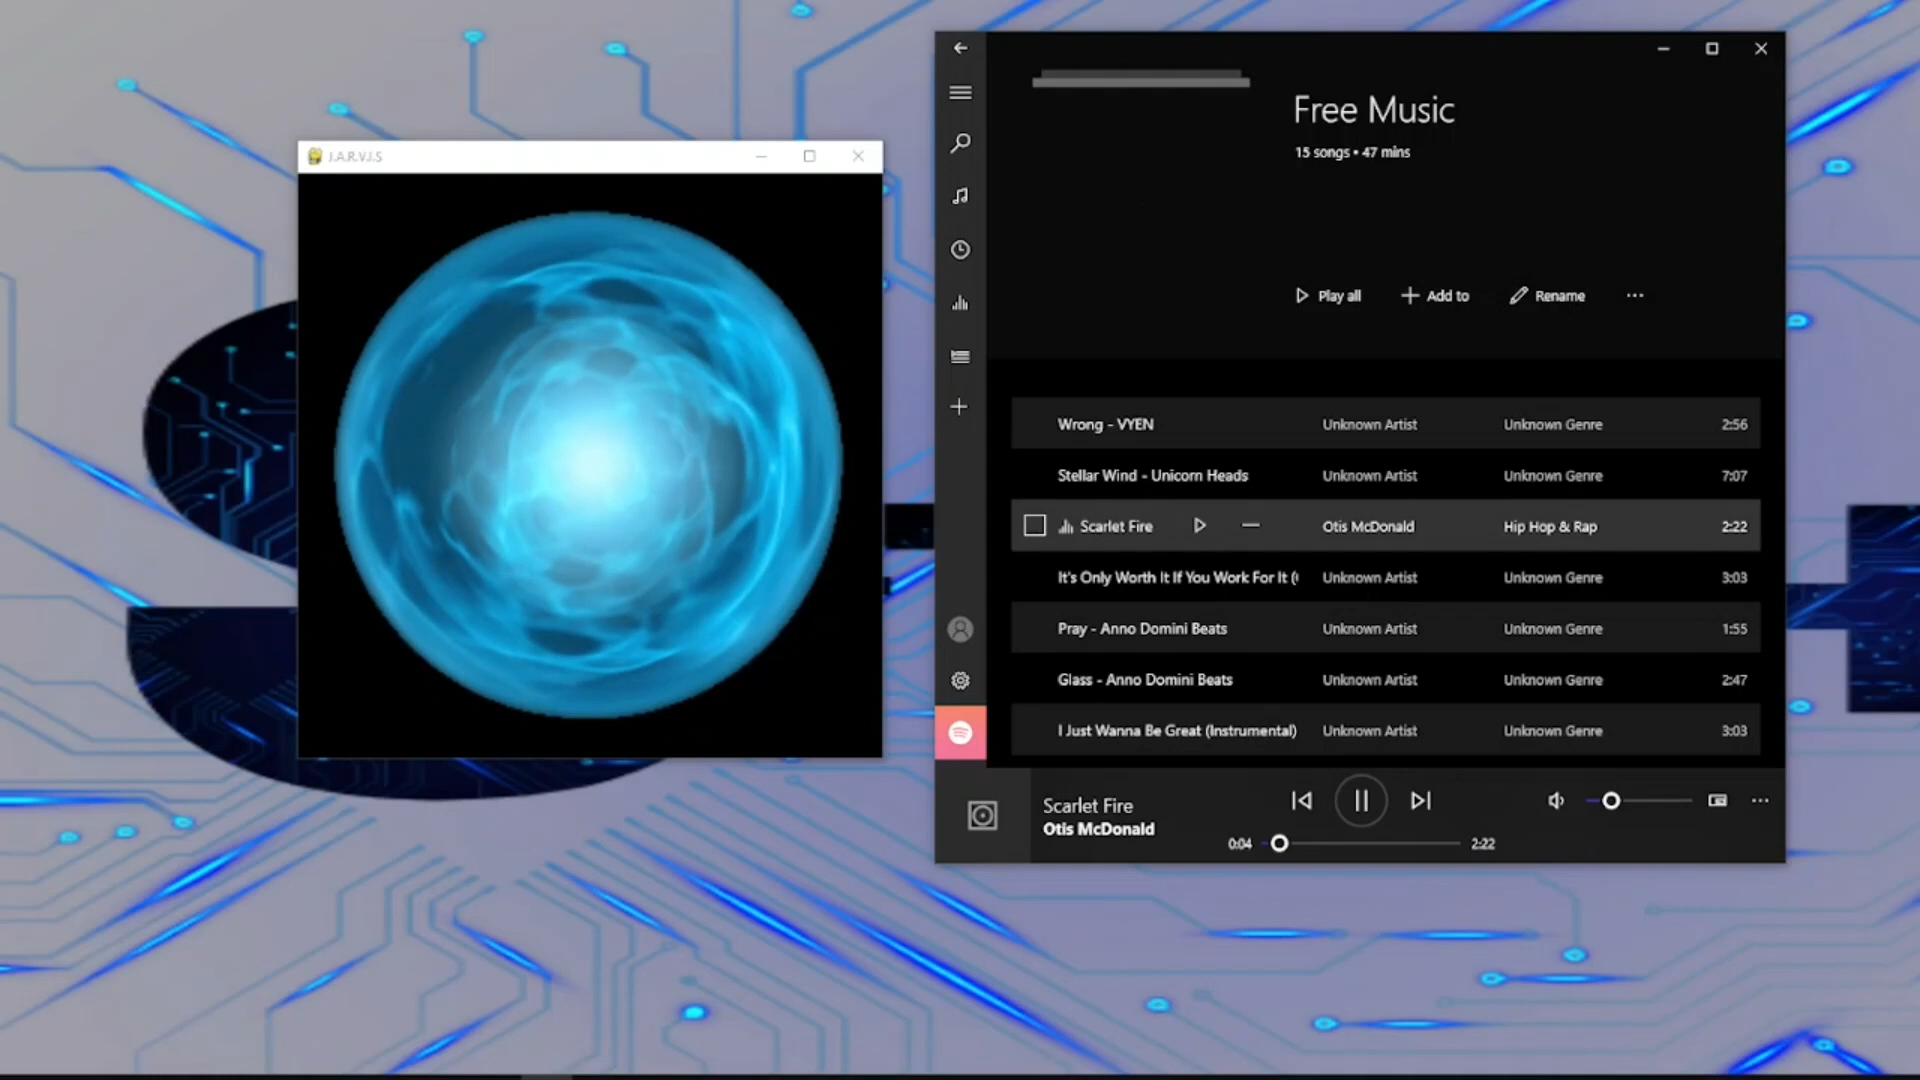 J.A.R.V.I.S
Free Music
15 songs • 47 mins
Play all
Add to
Rename
Wrong - VYEN Unknown Artist Unknown Genre 2:56
Stellar Wind - Unicorn Heads Unknown Artist Unknown Genre 7:07
Scarlet Fire Otis McDonald Hip Hop & Rap 2:22
It's Only Worth It If You Work For It ( Unknown Artist Unknown Genre 3:03
Pray - Anno Domini Beats Unknown Artist Unknown Genre 1:55
Glass - Anno Domini Beats Unknown Artist Unknown Genre 2:47
I Just Wanna Be Great (Instrumental) Unknown Artist Unknown Genre 3:03
Scarlet Fire
Otis McDonald
0:04 2:22